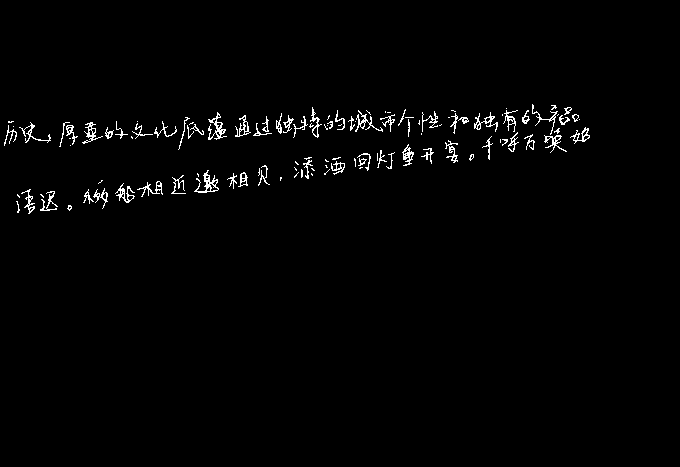 历史,厚重的文化底蕴通过独特的城市个性和独有的产品
语迟。移船相近邀相见,添酒回灯重开宴。千呼万唤始